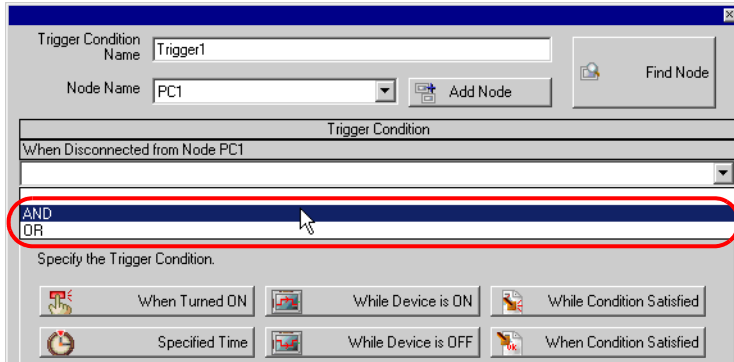 Trigger Condition
Name
Trigger1
Find Node
Node Name
PC1
Add Node
Trigger Condition
When Disconnected from Node PC1
AND
OR
Specify the Trigger Condition.
When Turned ON
While Device is ON
While Condition Satisfied
Specified Time
While Device is OFF
When Condition Satisfied